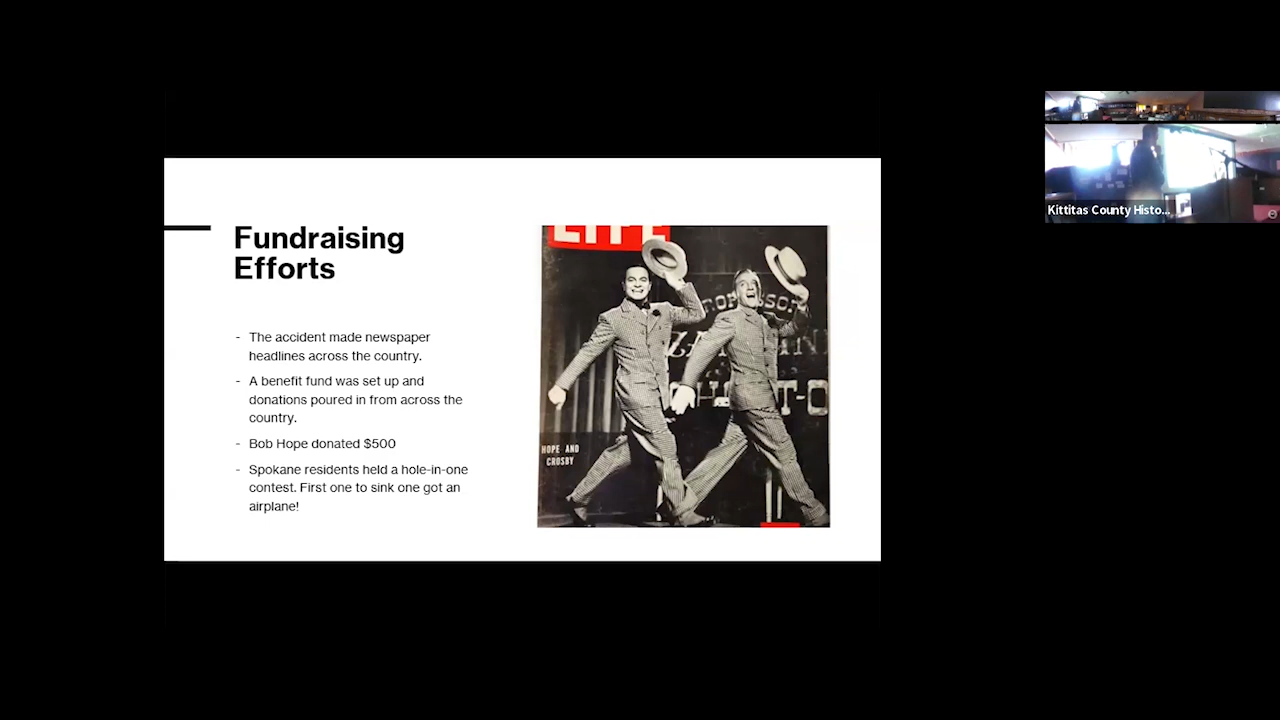 Fundraising
Efforts
- The accident made newspaper
headlines across the country.
- A benefit fund was set up and
donations poured in from across the
country.
- Bob Hope donated $500
- Spokane residents held a hole-in-one
contest. First one to sink one got an
airplane!
LIFE
HOPE AND
CROSBY
Kittitas County Histo...